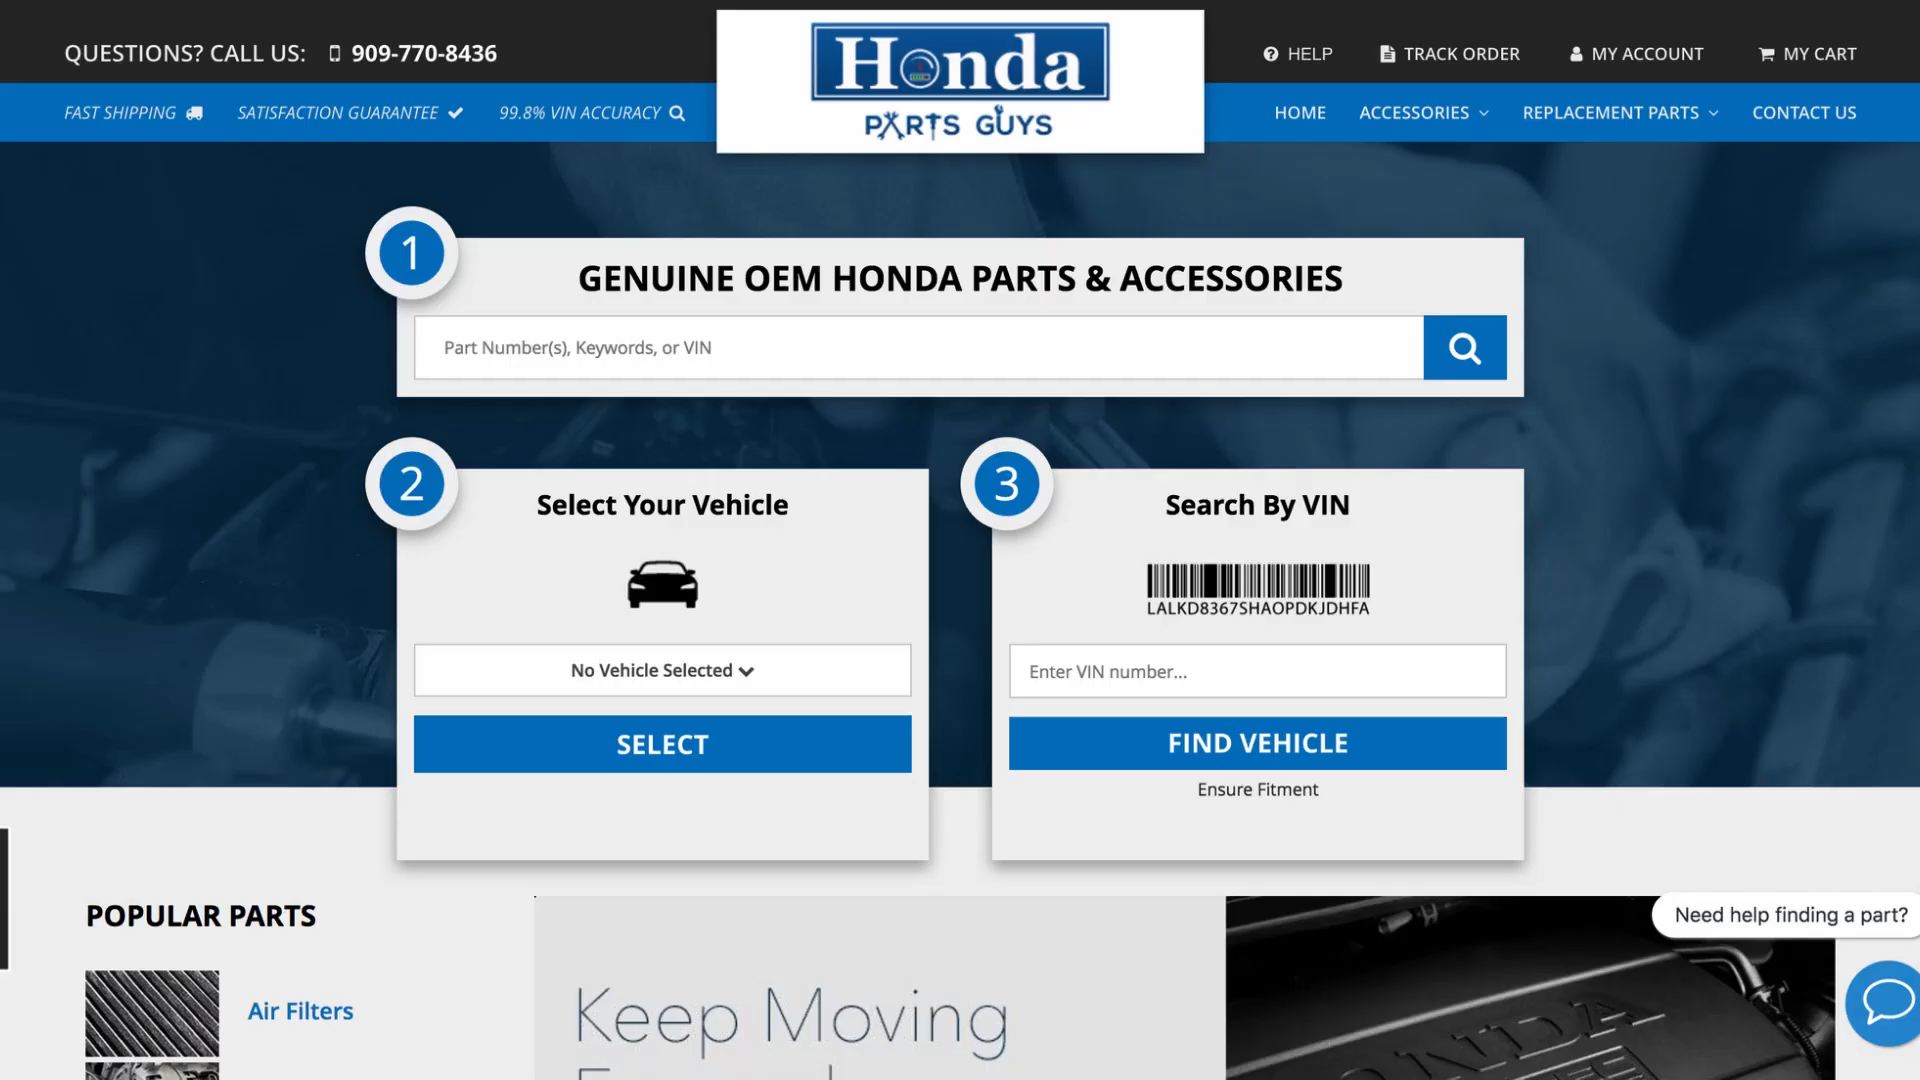 QUESTIONS? CALL US: 909-770-8436
HELP
TRACK ORDER
MY ACCOUNT
MY CART
FAST SHIPPING
SATISFACTION GUARANTEE
99.8% VIN ACCURACY
Honda
PARTS GUYS
HOME
ACCESSORIES
REPLACEMENT PARTS
CONTACT US
1
GENUINE OEM HONDA PARTS & ACCESSORIES
Part Number(s), Keywords, or VIN
2
Select Your Vehicle
No Vehicle Selected
SELECT
3
Search By VIN
LALKD8367SHAOPDKJDHFA
Enter VIN number...
FIND VEHICLE
Ensure Fitment
POPULAR PARTS
Air Filters
Keep Moving
Need help finding a part?